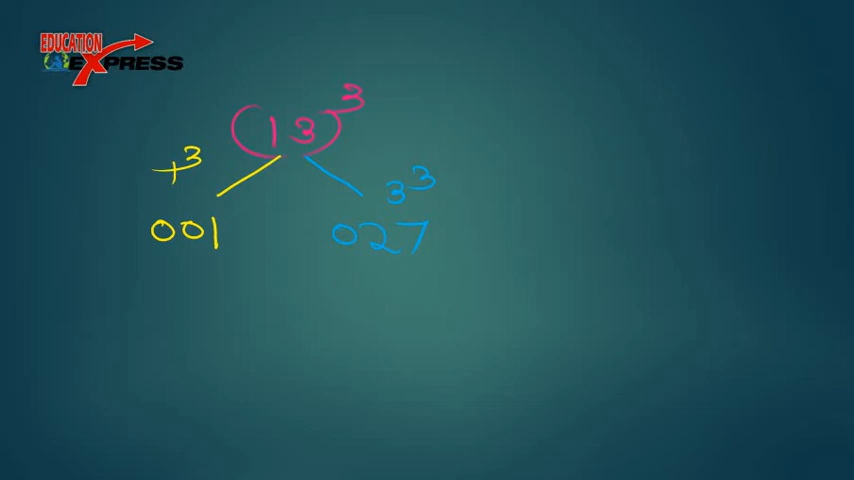 EDUCATION
EXPRESS
(13)³
1³
3³
001
027